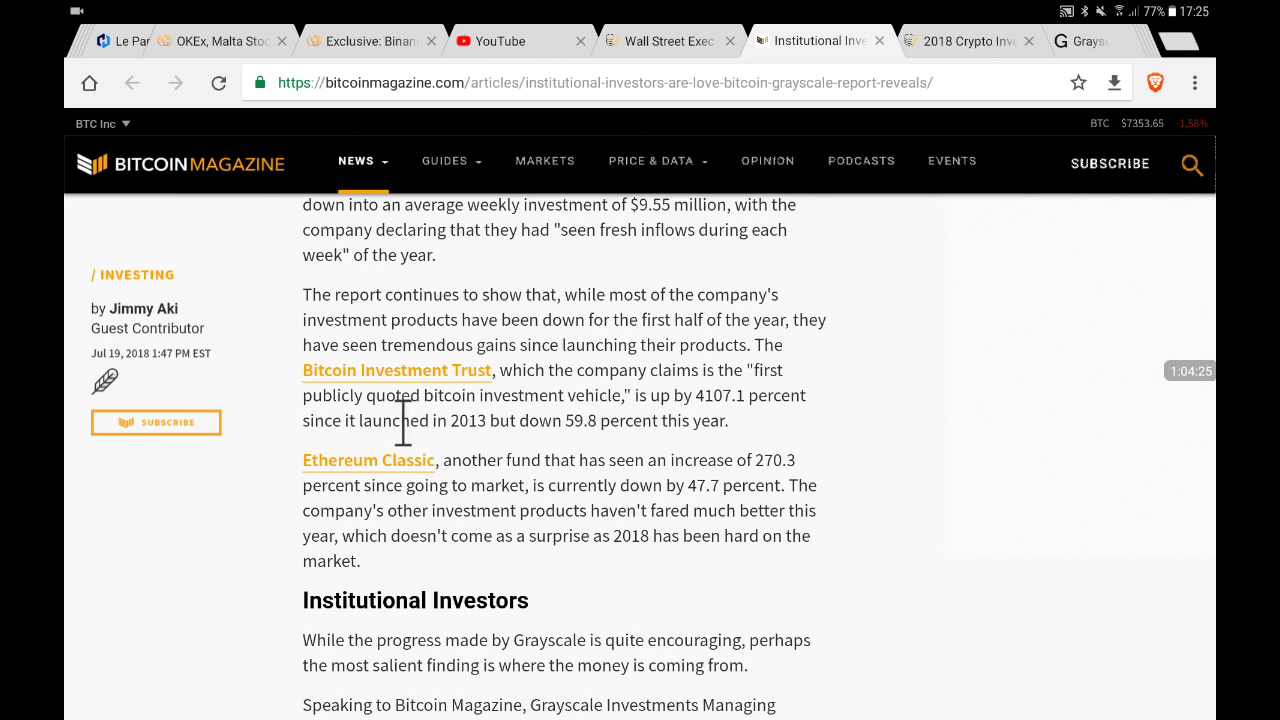 77% 17:25
Le Par
OKEx, Malta Stoc
Exclusive: Binan
YouTube
Wall Street Exec
Institutional Inve
2018 Crypto Inve
Graysc
https://bitcoinmagazine.com/articles/institutional-investors-are-love-bitcoin-grayscale-report-reveals/
BTC Inc
BTC $7353.65 -1.58%
BITCOINMAGAZINE
NEWS
GUIDES
MARKETS
PRICE & DATA
OPINION
PODCASTS
EVENTS
SUBSCRIBE
/ INVESTING
by Jimmy Aki
Guest Contributor
Jul 19, 2018 1:47 PM EST
SUBSCRIBE
down into an average weekly investment of $9.55 million, with the
company declaring that they had "seen fresh inflows during each
week" of the year.
The report continues to show that, while most of the company's
investment products have been down for the first half of the year, they
have seen tremendous gains since launching their products. The
Bitcoin Investment Trust, which the company claims is the "first
publicly quoted bitcoin investment vehicle," is up by 4107.1 percent
since it launched in 2013 but down 59.8 percent this year.
Ethereum Classic, another fund that has seen an increase of 270.3
percent since going to market, is currently down by 47.7 percent. The
company's other investment products haven't fared much better this
year, which doesn't come as a surprise as 2018 has been hard on the
market.
Institutional Investors
While the progress made by Grayscale is quite encouraging, perhaps
the most salient finding is where the money is coming from.
Speaking to Bitcoin Magazine, Grayscale Investments Managing
1:04:25